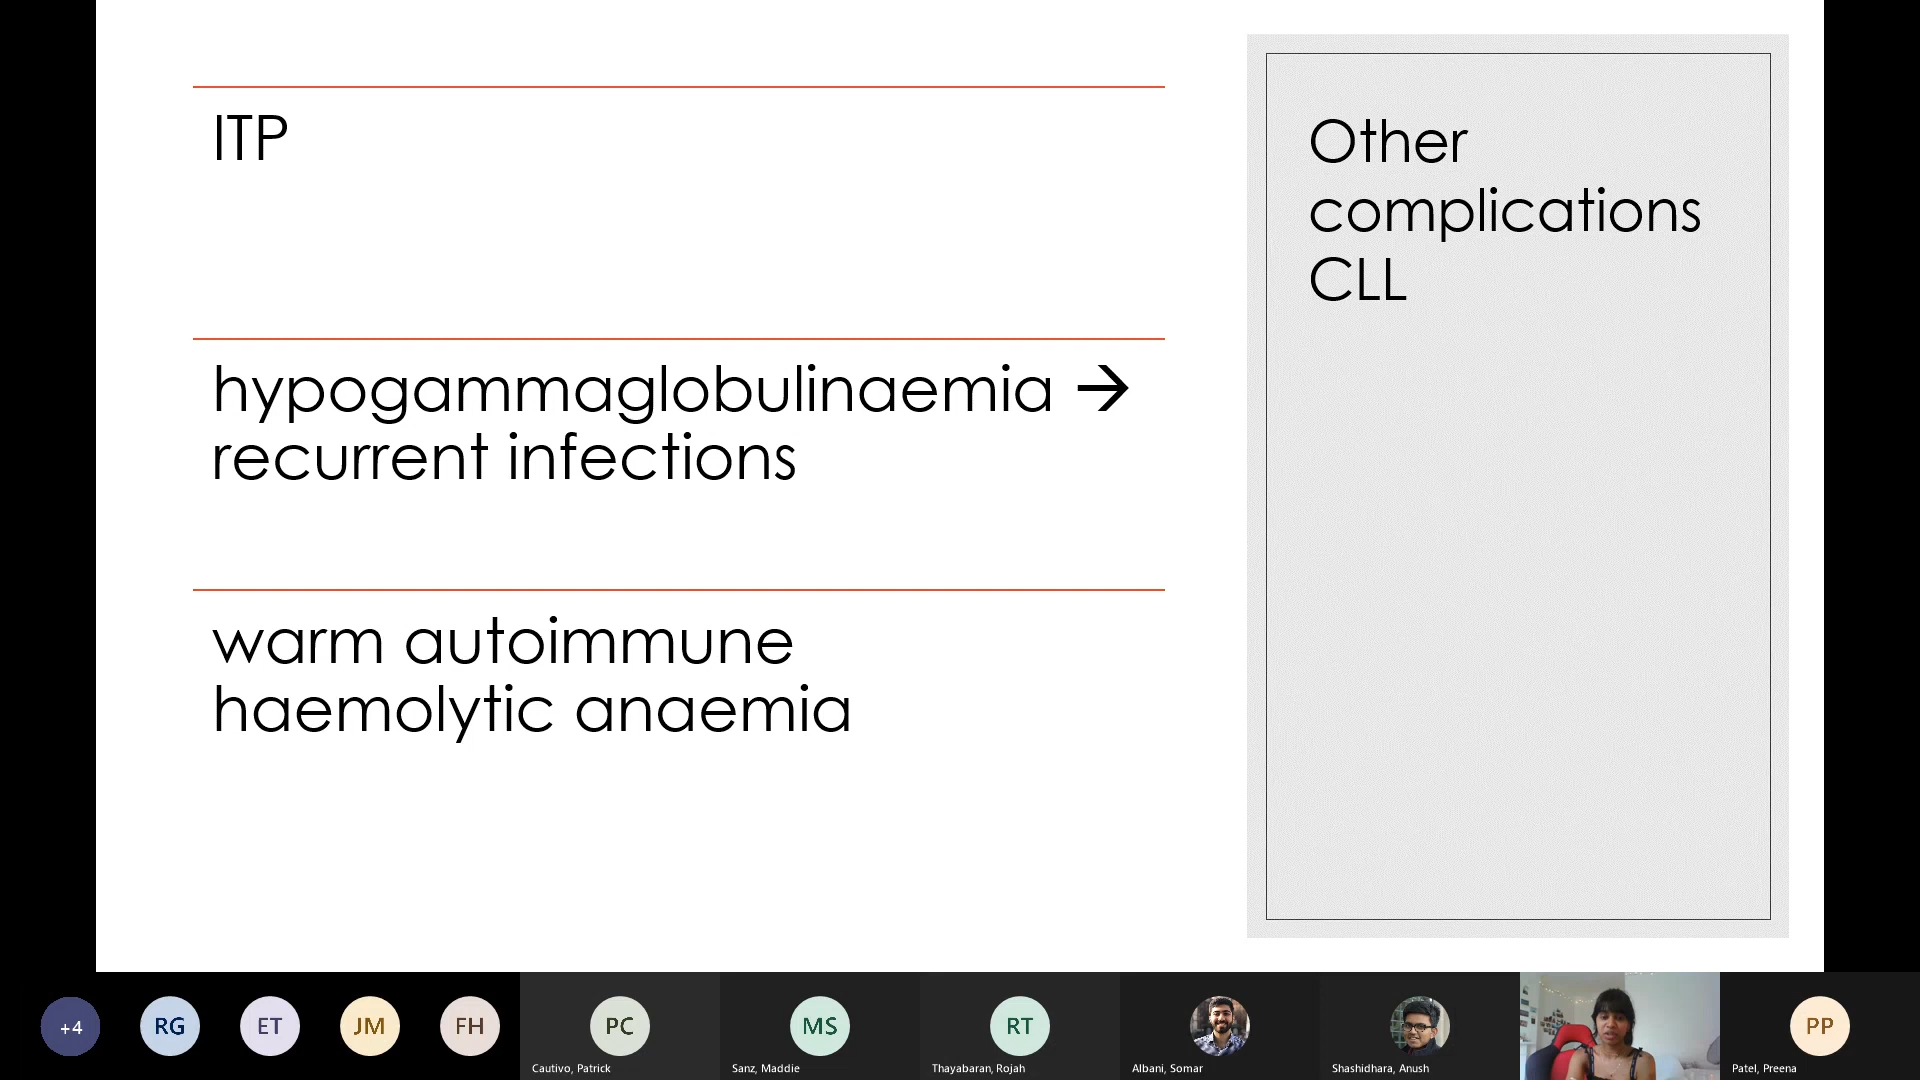 ITP
hypogammaglobulinaemia →
recurrent infections
warm autoimmune
haemolytic anaemia
Other
complications
CLL
+4
RG
ET
JM
FH
PC
Cautivo, Patrick
MS
Sanz, Maddie
RT
Thayabaran, Rojah
Albani, Somar
Shashidhara, Anush
PP
Patel, Preena